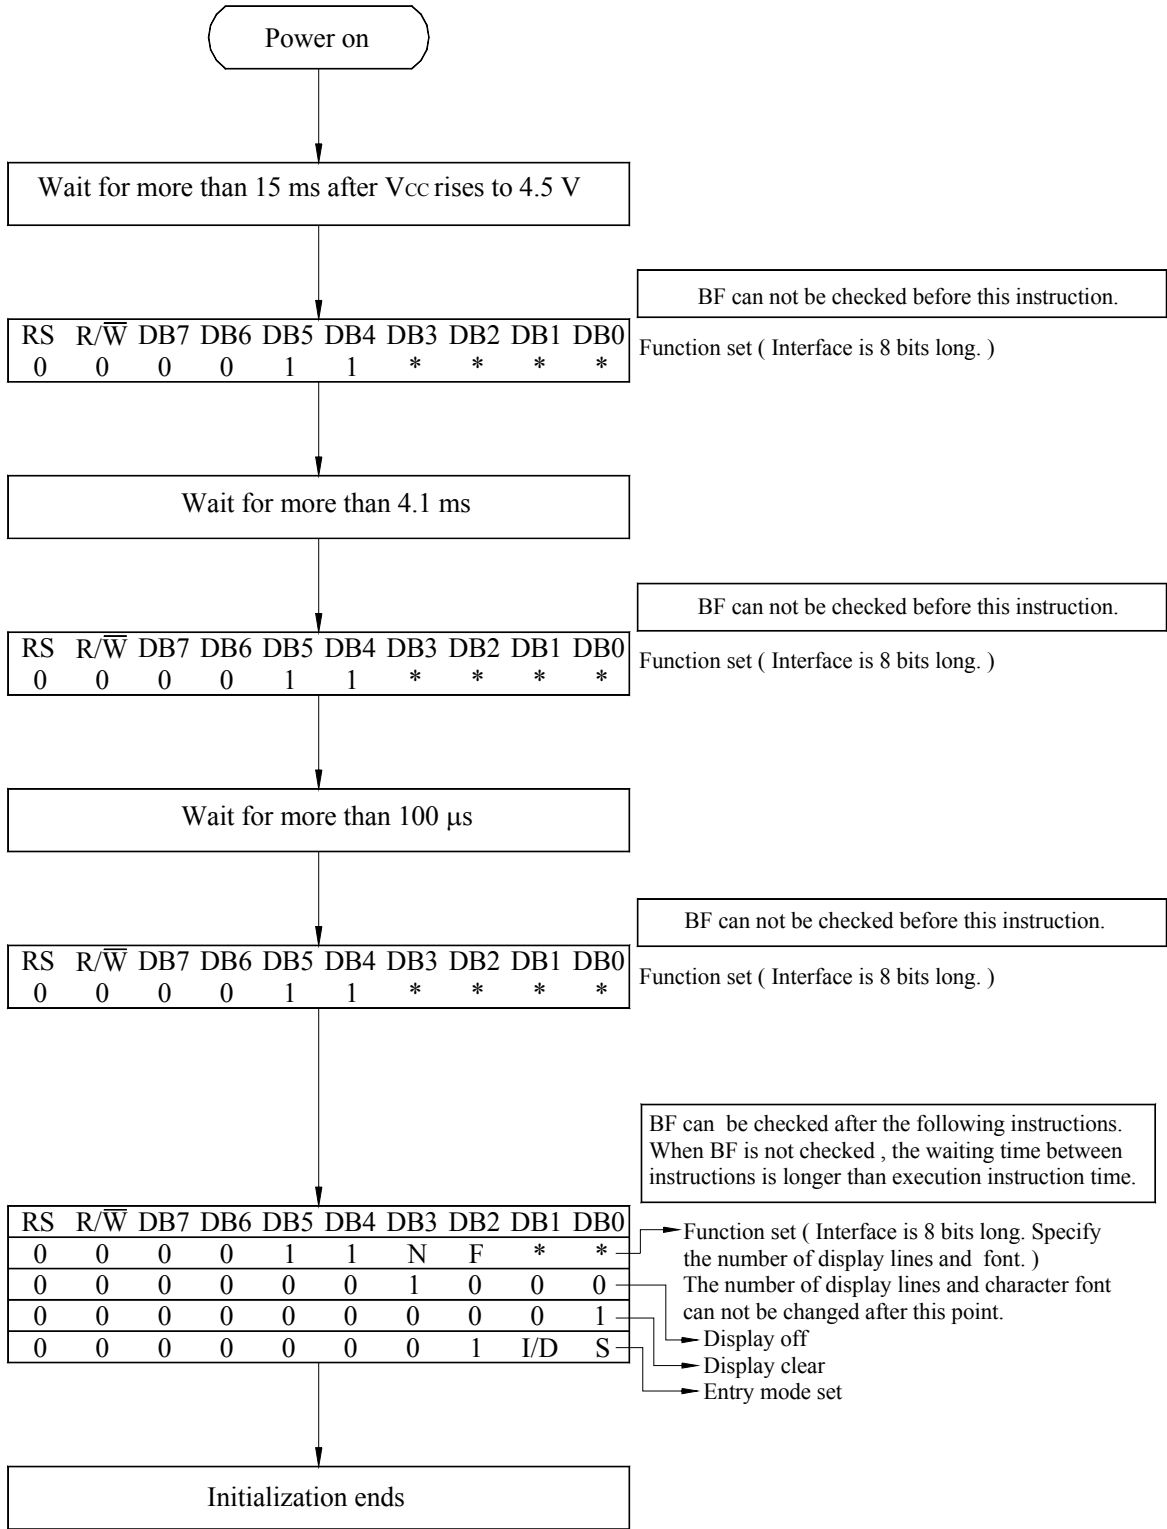 Power on
Wait for more than 15 ms after VCC rises to 4.5 V
BF can not be checked before this instruction.
RS R/W̅ DB7 DB6 DB5 DB4 DB3 DB2 DB1 DB0
0 0 0 0 1 1 * * * *
Function set ( Interface is 8 bits long. )
Wait for more than 4.1 ms
BF can not be checked before this instruction.
RS R/W̅ DB7 DB6 DB5 DB4 DB3 DB2 DB1 DB0
0 0 0 0 1 1 * * * *
Function set ( Interface is 8 bits long. )
Wait for more than 100 μs
BF can not be checked before this instruction.
RS R/W̅ DB7 DB6 DB5 DB4 DB3 DB2 DB1 DB0
0 0 0 0 1 1 * * * *
Function set ( Interface is 8 bits long. )
BF can be checked after the following instructions.
When BF is not checked , the waiting time between
instructions is longer than execution instruction time.
RS R/W̅ DB7 DB6 DB5 DB4 DB3 DB2 DB1 DB0
0 0 0 0 1 1 N F * *
0 0 0 0 0 0 1 0 0 0
0 0 0 0 0 0 0 0 0 1
0 0 0 0 0 0 0 1 I/D S
Function set ( Interface is 8 bits long. Specify
the number of display lines and font. )
The number of display lines and character font
can not be changed after this point.
Display off
Display clear
Entry mode set
Initialization ends